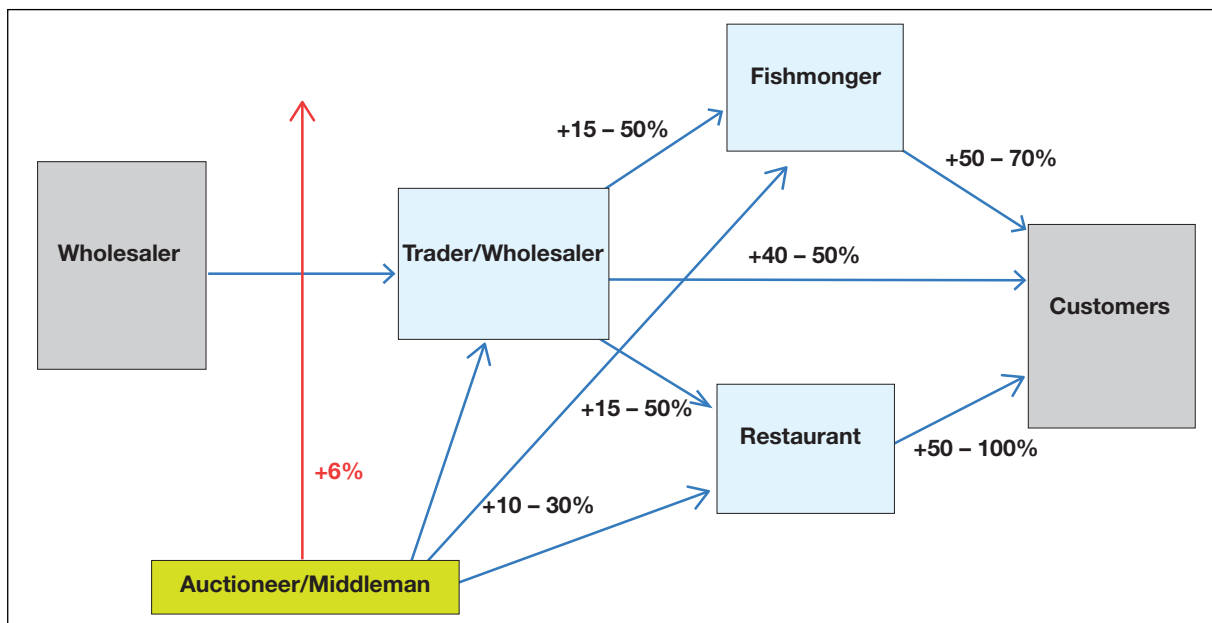 Fishmonger
+15 – 50%
+50 – 70%
Wholesaler
Trader/Wholesaler
+40 – 50%
Customers
+15 – 50%
Restaurant
+50 – 100%
+6%
+10 – 30%
Auctioneer/Middleman